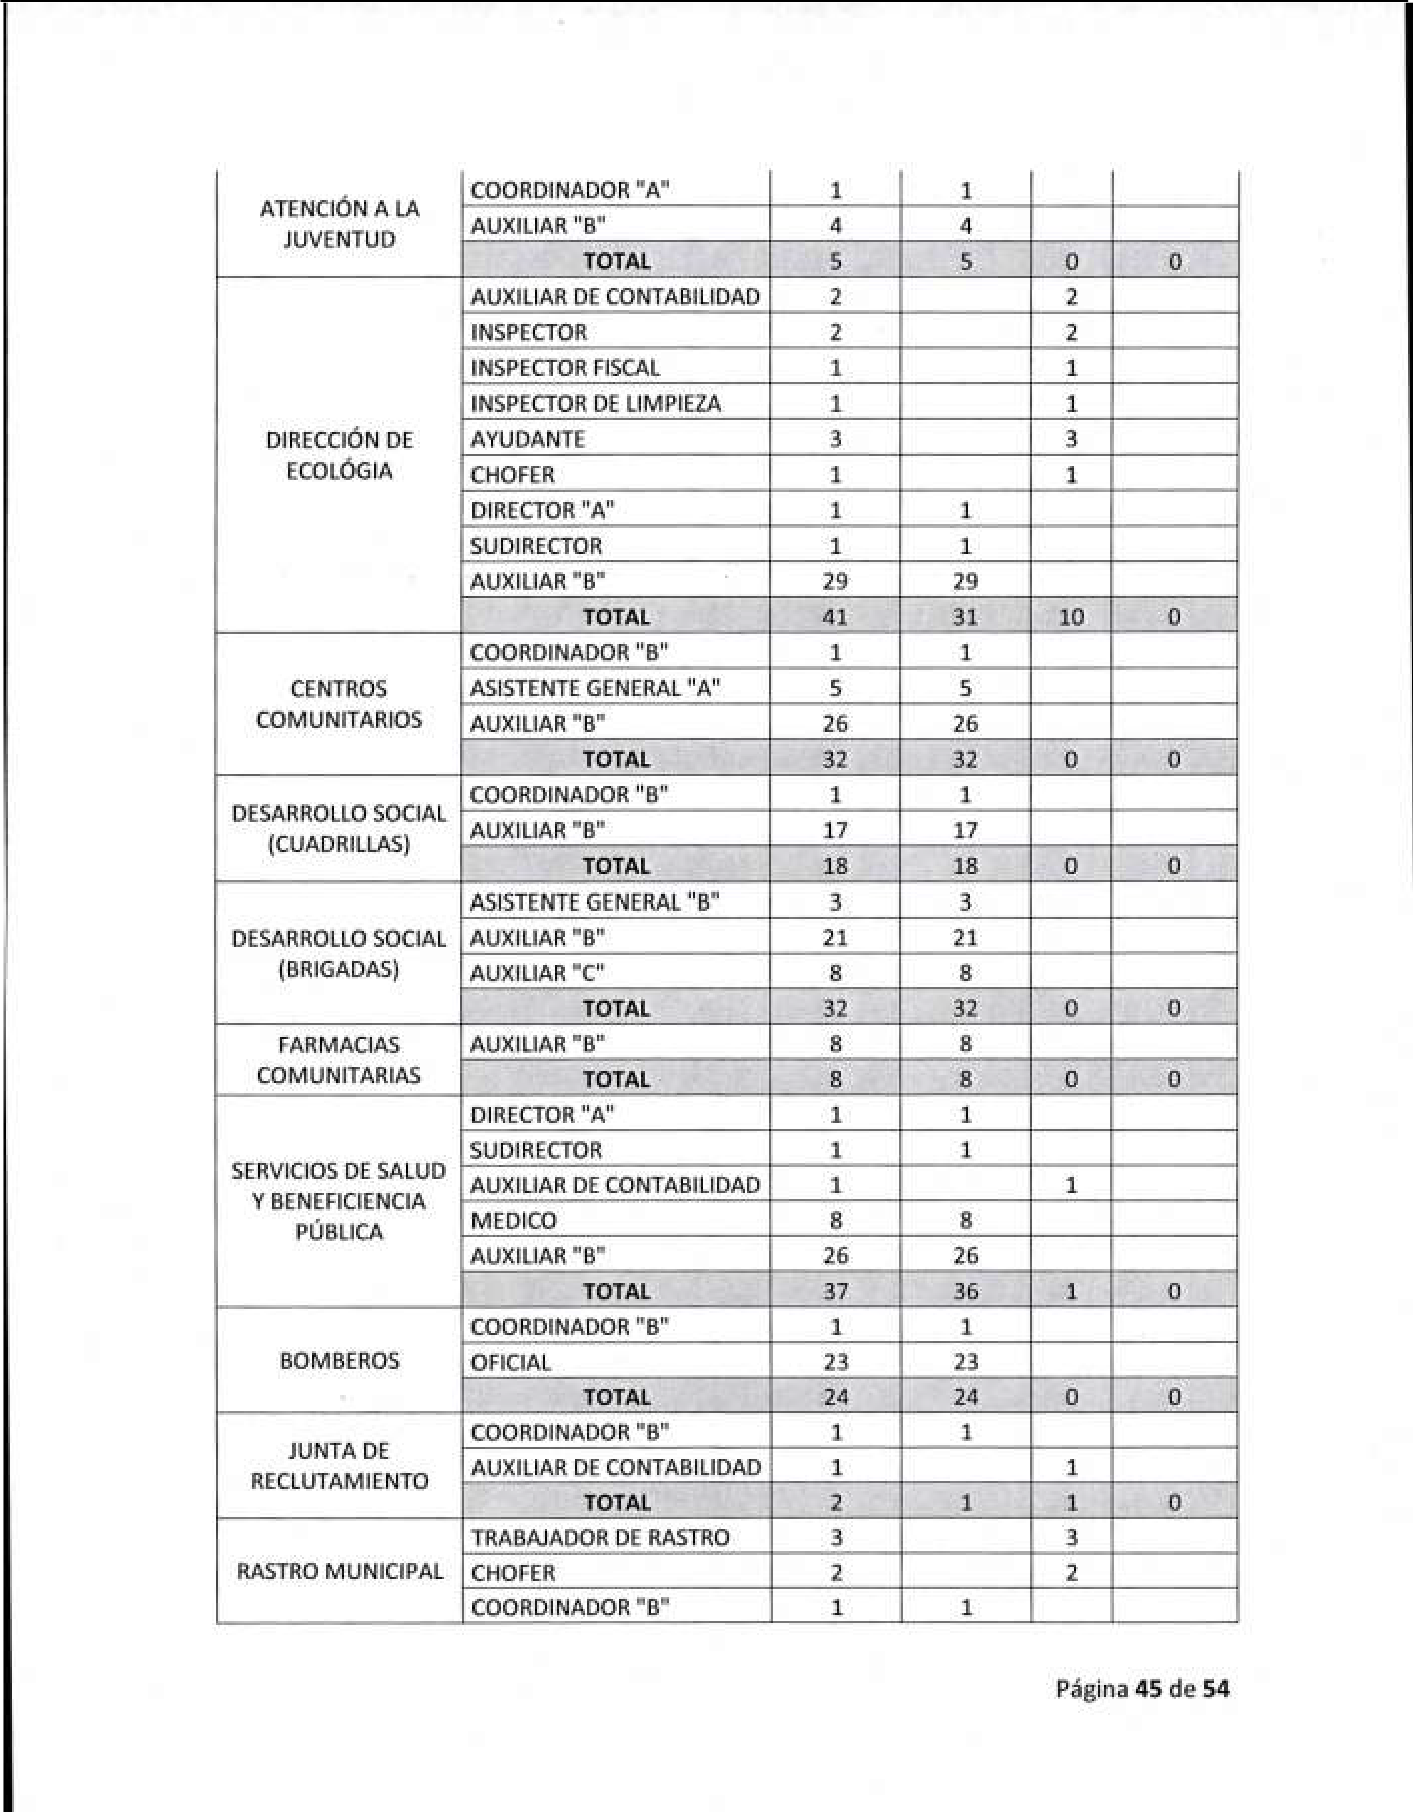 ATENCIÓN A LA JUVENTUD
COORDINADOR "A" 1 1
AUXILIAR "B" 4 4
TOTAL 5 5 0 0
DIRECCIÓN DE ECOLÓGIA
AUXILIAR DE CONTABILIDAD 2 2
INSPECTOR 2 2
INSPECTOR FISCAL 1 1
INSPECTOR DE LIMPIEZA 1 1
AYUDANTE 3 3
CHOFER 1 1
DIRECTOR "A" 1 1
SUDIRECTOR 1 1
AUXILIAR "B" 29 29
TOTAL 41 31 10 0
CENTROS COMUNITARIOS
COORDINADOR "B" 1 1
ASISTENTE GENERAL "A" 5 5
AUXILIAR "B" 26 26
TOTAL 32 32 0 0
DESARROLLO SOCIAL (CUADRILLAS)
COORDINADOR "B" 1 1
AUXILIAR "B" 17 17
TOTAL 18 18 0 0
DESARROLLO SOCIAL (BRIGADAS)
ASISTENTE GENERAL "B" 3 3
AUXILIAR "B" 21 21
AUXILIAR "C" 8 8
TOTAL 32 32 0 0
FARMACIAS COMUNITARIAS
AUXILIAR "B" 8 8
TOTAL 8 8 0 0
SERVICIOS DE SALUD Y BENEFICIENCIA PÚBLICA
DIRECTOR "A" 1 1
SUDIRECTOR 1 1
AUXILIAR DE CONTABILIDAD 1 1
MEDICO 8 8
AUXILIAR "B" 26 26
TOTAL 37 36 1 0
BOMBEROS
COORDINADOR "B" 1 1
OFICIAL 23 23
TOTAL 24 24 0 0
JUNTA DE RECLUTAMIENTO
COORDINADOR "B" 1 1
AUXILIAR DE CONTABILIDAD 1 1
TOTAL 2 1 1 0
RASTRO MUNICIPAL
TRABAJADOR DE RASTRO 3 3
CHOFER 2 2
COORDINADOR "B" 1 1
Página 45 de 54